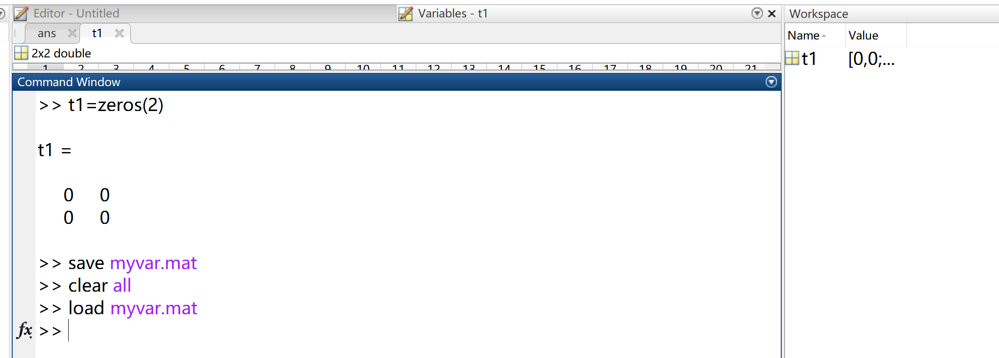 Editor - Untitled
Variables - t1
Workspace
ans
t1
Name
Value
2x2 double
t1
[0,0;...
1 2 3 4 5 6 7 8 9 10 11 12 13 14 15 16 17 18 19 20 21
Command Window
>> t1=zeros(2)
t1 =
0 0
0 0
>> save myvar.mat
>> clear all
>> load myvar.mat
fx >>